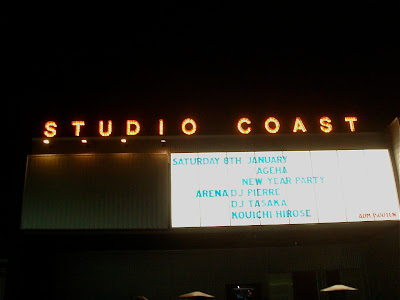 STUDIO COAST
SATURDAY 8TH JANUARY
AGEHA
NEW YEAR PARTY
ARENA DJ PIERRE
DJ TASAKA
KOUICHI HIROSE